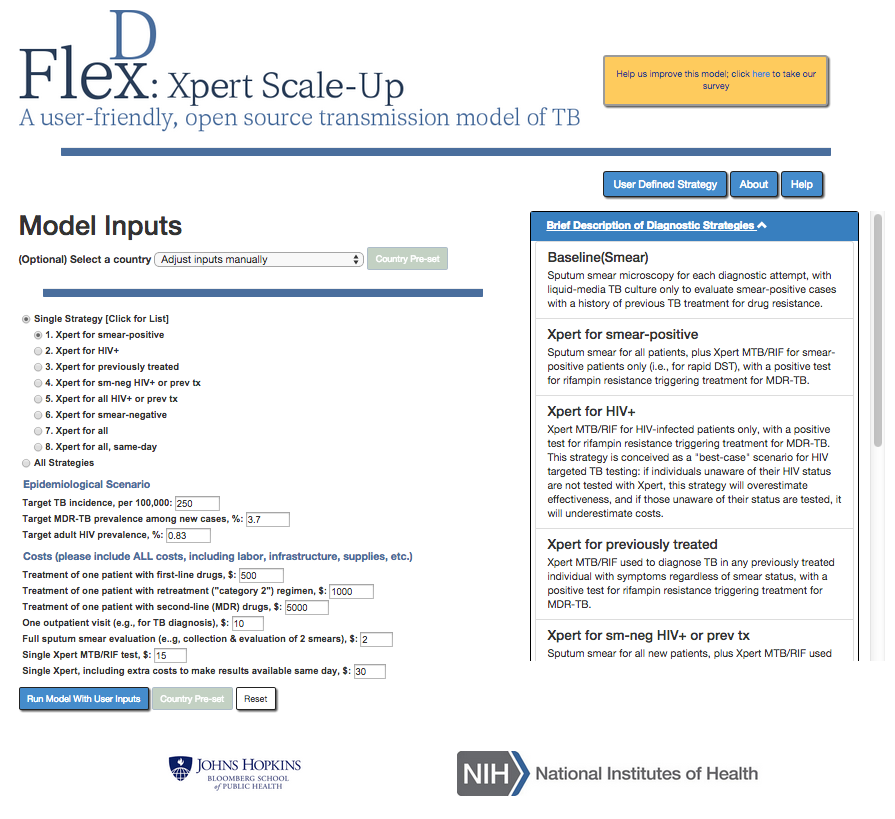 FlexD: Xpert Scale-Up
A user-friendly, open source transmission model of TB
Help us improve this model; click here to take our
survey
User Defined Strategy
About
Help
Model Inputs
(Optional) Select a country
Adjust inputs manually
Country Pre-set
Single Strategy [Click for List]
1. Xpert for smear-positive
2. Xpert for HIV+
3. Xpert for previously treated
4. Xpert for sm-neg HIV+ or prev tx
5. Xpert for all HIV+ or prev tx
6. Xpert for smear-negative
7. Xpert for all
8. Xpert for all, same-day
All Strategies
Epidemiological Scenario
Target TB incidence, per 100,000: 250
Target MDR-TB prevalence among new cases, %: 3.7
Target adult HIV prevalence, %: 0.83
Costs (please include ALL costs, including labor, infrastructure, supplies, etc.)
Treatment of one patient with first-line drugs, $: 500
Treatment of one patient with retreatment ("category 2") regimen, $: 1000
Treatment of one patient with second-line (MDR) drugs, $: 5000
One outpatient visit (e.g., for TB diagnosis), $: 10
Full sputum smear evaluation (e..g, collection & evaluation of 2 smears), $: 2
Single Xpert MTB/RIF test, $: 15
Single Xpert, including extra costs to make results available same day, $: 30
Run Model With User Inputs
Country Pre-set
Reset
Brief Description of Diagnostic Strategies
Baseline(Smear)
Sputum smear microscopy for each diagnostic attempt, with
liquid-media TB culture only to evaluate smear-positive cases
with a history of previous TB treatment for drug resistance.
Xpert for smear-positive
Sputum smear for all patients, plus Xpert MTB/RIF for smear-
positive patients only (i.e., for rapid DST), with a positive test
for rifampin resistance triggering treatment for MDR-TB.
Xpert for HIV+
Xpert MTB/RIF for HIV-infected patients only, with a positive
test for rifampin resistance triggering treatment for MDR-TB.
This strategy is conceived as a "best-case" scenario for HIV
targeted TB testing: if individuals unaware of their HIV status
are not tested with Xpert, this strategy will overestimate
effectiveness, and if those unaware of their status are tested, it
will underestimate costs.
Xpert for previously treated
Xpert MTB/RIF used to diagnose TB in any previously treated
individual with symptoms regardless of smear status, with a
positive test for rifampin resistance triggering treatment for
MDR-TB.
Xpert for sm-neg HIV+ or prev tx
Sputum smear for all new patients, plus Xpert MTB/RIF used
JOHNS HOPKINS
BLOOMBERG SCHOOL
of PUBLIC HEALTH
NIH National Institutes of Health